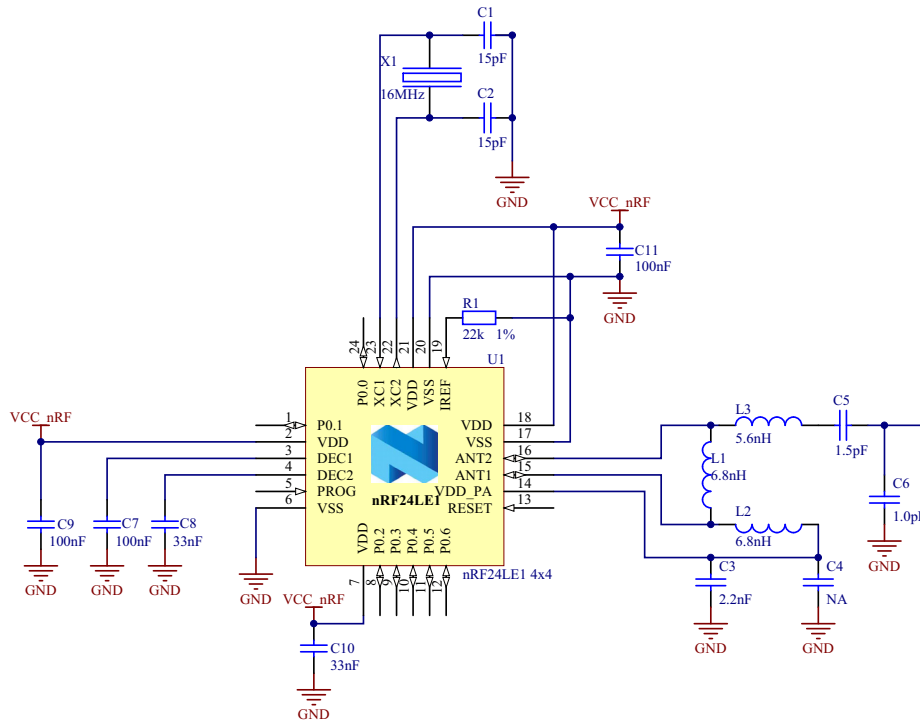 C1
15pF
X1
16MHz
C2
15pF
GND
VCC_nRF
C11
100nF
GND
R1
22k 1%
24
23
22
21
20
19
U1
P0.0
XC1
XC2
VDD
VSS
IREF
VCC_nRF
1
2
3
4
5
6
P0.1
VDD
DEC1
DEC2
PROG
VSS
nRF24LE1
VDD
VSS
ANT2
ANT1
VDD_PA
RESET
18
17
16
15
14
13
L3
5.6nH
C5
1.5pF
L1
6.8nH
L2
6.8nH
C6
GND
C9
100nF
GND
C7
100nF
GND
C8
33nF
GND
GND
VDD
P0.2
P0.3
P0.4
P0.5
P0.6
7
8
9
10
11
12
nRF24LE1 4x4
C3
2.2nF
GND
C4
NA
GND
VCC_nRF
C10
33nF
GND